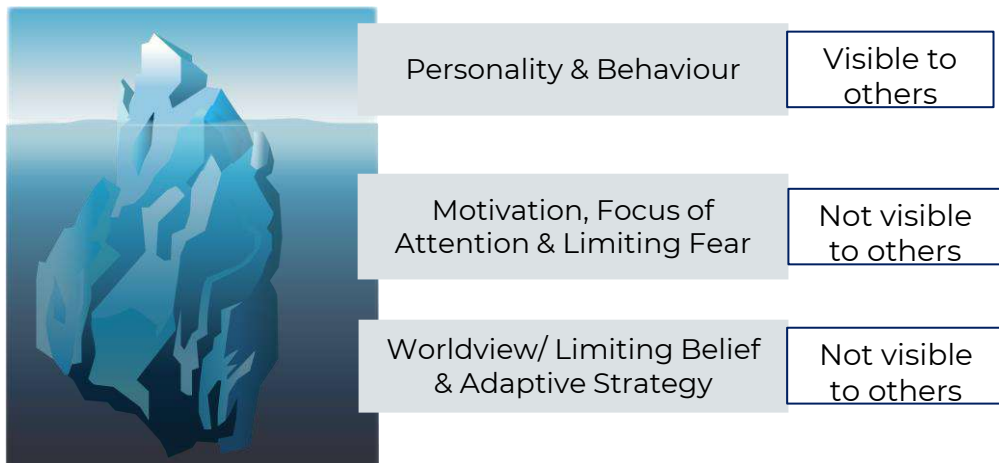 Personality & Behaviour
Visible to
others
Motivation, Focus of
Attention & Limiting Fear
Not visible
to others
Worldview/ Limiting Belief
& Adaptive Strategy
Not visible
to others